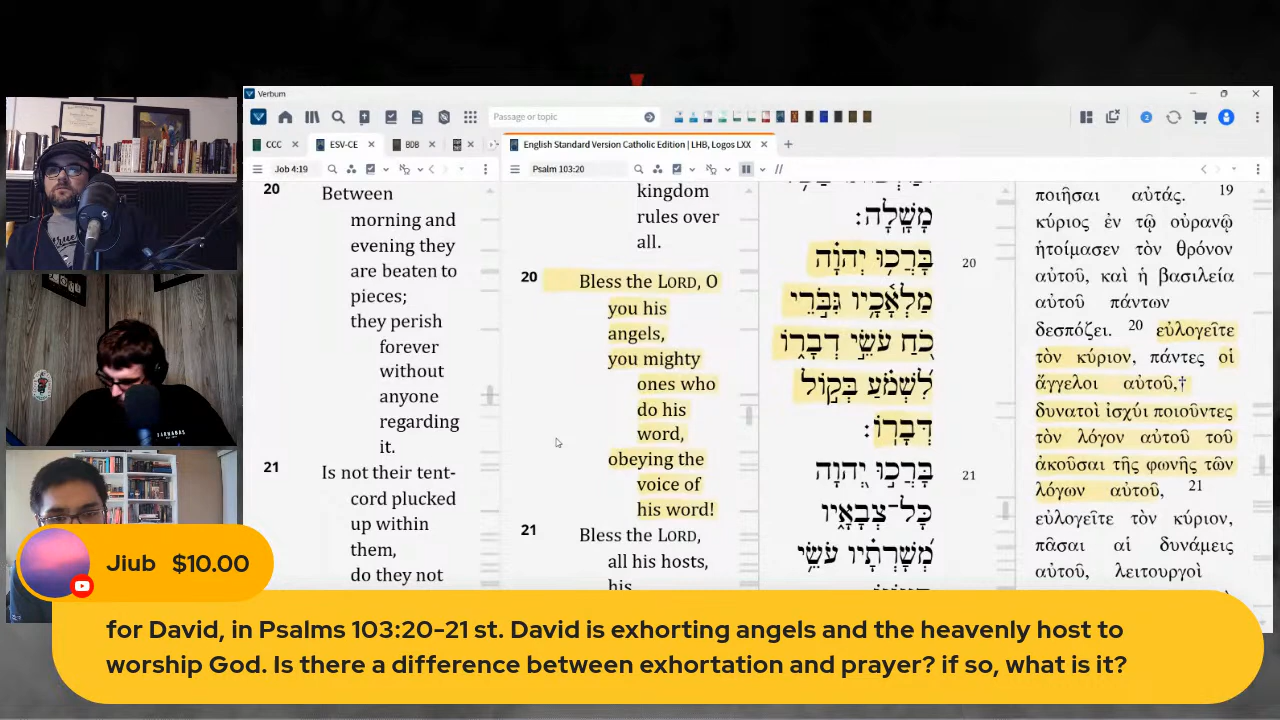 Verbum
Passage or topic
CCC
ESV-CE
BDB
English Standard Version Catholic Edition | LHB, Logos LXX
Job 4:19
Psalm 103:20
20 Between
morning and
evening they
are beaten to
pieces;
they perish
forever
without
anyone
regarding
it.
21 Is not their tent-
cord plucked
up within
them,
do they not
kingdom
rules over
all.
20 Bless the LORD, O
you his
angels,
you mighty
ones who
do his
word,
obeying the
voice of
his word!
21 Bless the LORD,
all his hosts,
his
מָשָׁלָה׃
20 בָּרֲכ֥וּ יְהוָ֗ה
מַלְאָ֫כָ֥יו גִּבֹּ֣רֵי
כֹ֭חַ עֹשֵׂ֣י דְבָר֑וֹ
לִ֝שְׁמֹ֗עַ בְּק֣וֹל
דְּבָרֽוֹ׃
21 בָּרֲכ֣וּ יְ֭הוָה
כָּל־צְבָאָ֑יו
מְ֝שָׁרְתָ֗יו עֹשֵׂ֥י
ποιῆσαι αὐτάς. 19
κύριος ἐν τῷ οὐρανῷ
ἡτοίμασεν τὸν θρόνον
αὐτοῦ, καὶ ἡ βασιλεία
αὐτοῦ πάντων
δεσπόζει. 20 εὐλογεῖτε
τὸν κύριον, πάντες οἱ
ἄγγελοι αὐτοῦ,†
δυνατοὶ ἰσχύι ποιοῦντες
τὸν λόγον αὐτοῦ τοῦ
ἀκοῦσαι τῆς φωνῆς τῶν
λόγων αὐτοῦ, 21
εὐλογεῖτε τὸν κύριον,
πᾶσαι αἱ δυνάμεις
αὐτοῦ, λειτουργοὶ
Jiub $10.00
for David, in Psalms 103:20-21 st. David is exhorting angels and the heavenly host to
worship God. Is there a difference between exhortation and prayer? if so, what is it?